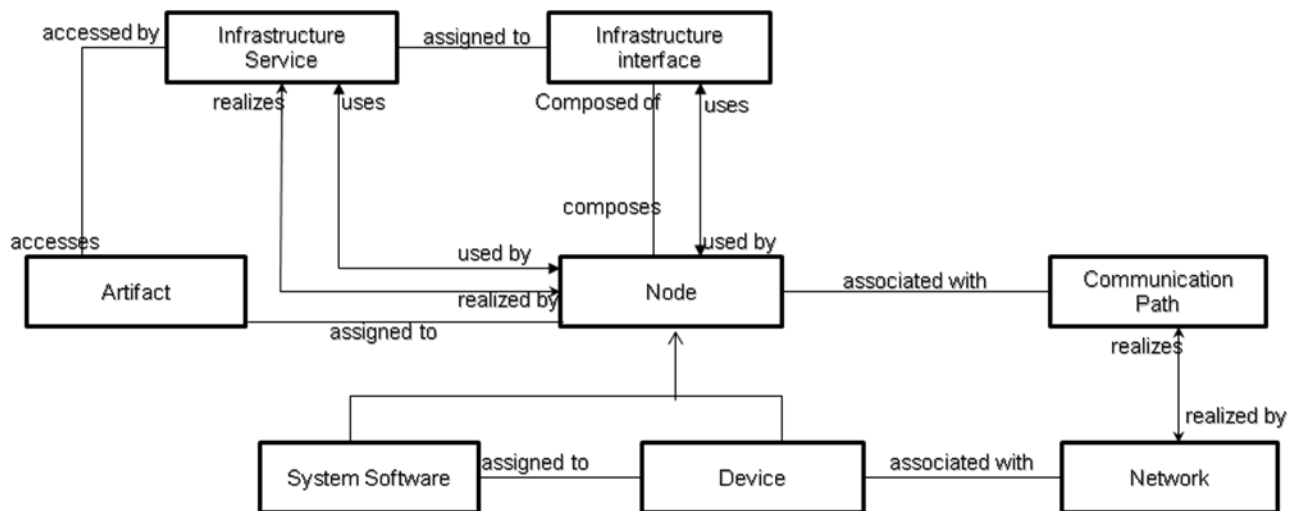 accessed by
Infrastructure
Service
assigned to
Infrastructure
interface
realizes
uses
Composed of
uses
composes
accesses
used by
used by
Artifact
realized by
Node
associated with
Communication
Path
assigned to
realizes
realized by
System Software
assigned to
Device
associated with
Network